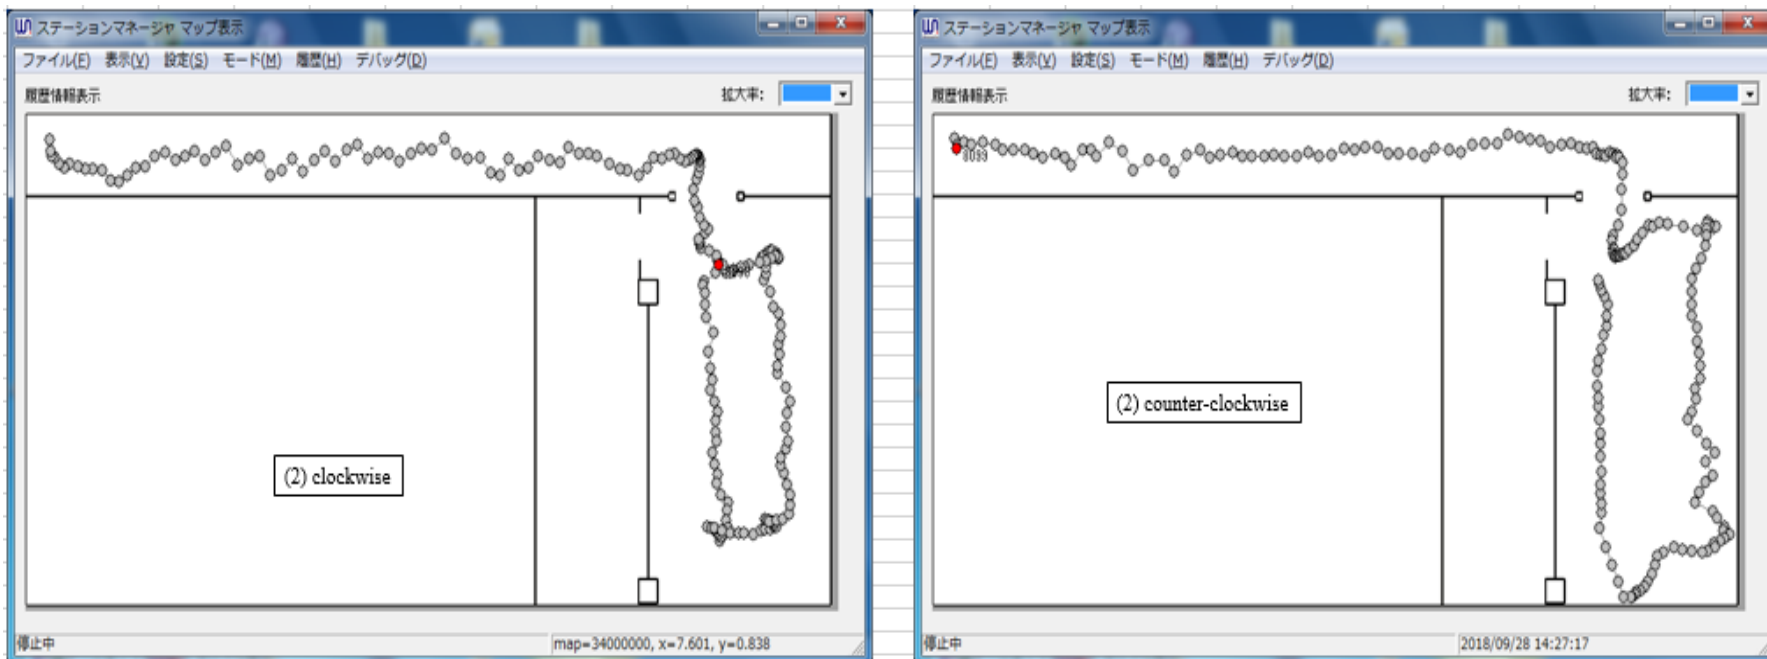 ステーションマネージャ マップ表示
ファイル(F) 表示(V) 設定(S) モード(M) 履歴(H) デバッグ(D)
履歴情報表示 拡大率:
(2) clockwise
停止中 map=34000000, x=7.601, y=0.838
ステーションマネージャ マップ表示
ファイル(F) 表示(V) 設定(S) モード(M) 履歴(H) デバッグ(D)
履歴情報表示 拡大率:
8099
(2) counter-clockwise
停止中 2018/09/28 14:27:17